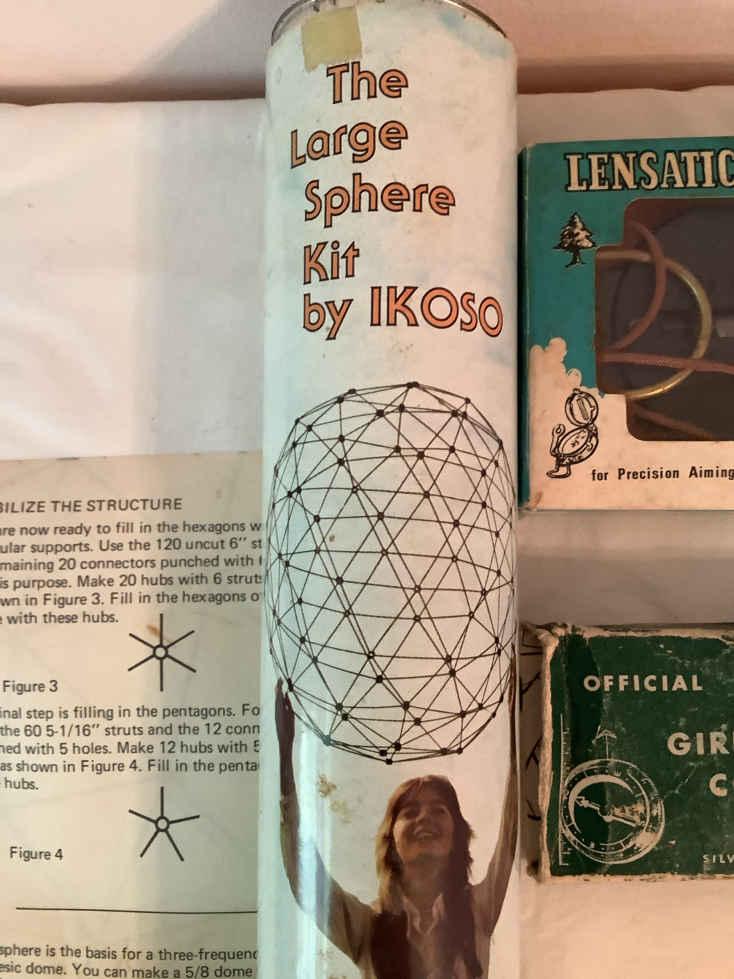 The
Large
Sphere
Kit
by IKOSO
LENSATIC
for Precision Aiming
OFFICIAL
SILV
BILIZE THE STRUCTURE
are now ready to fill in the hexagons w
ular supports. Use the 120 uncut 6″ st
maining 20 connectors punched with
is purpose. Make 20 hubs with 6 struts
wn in Figure 3. Fill in the hexagons o
with these hubs.
Figure 3
inal step is filling in the pentagons. Fo
the 60 5-1/16″ struts and the 12 conn
hed with 5 holes. Make 12 hubs with 5
as shown in Figure 4. Fill in the penta
hubs.
Figure 4
sphere is the basis for a three-frequenc
esic dome. You can make a 5/8 dome